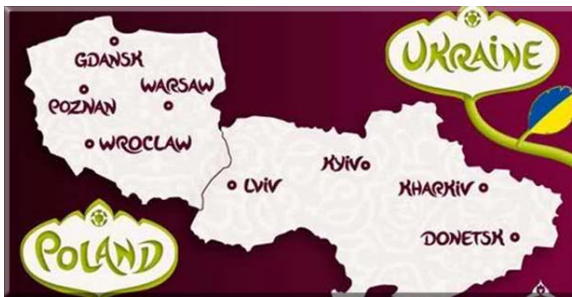 UKRAINE
GDANSK
WARSAW
POZNAN
WROCLAW
KYIV
LVIV
KHARKIV
DONETSK
POLAND